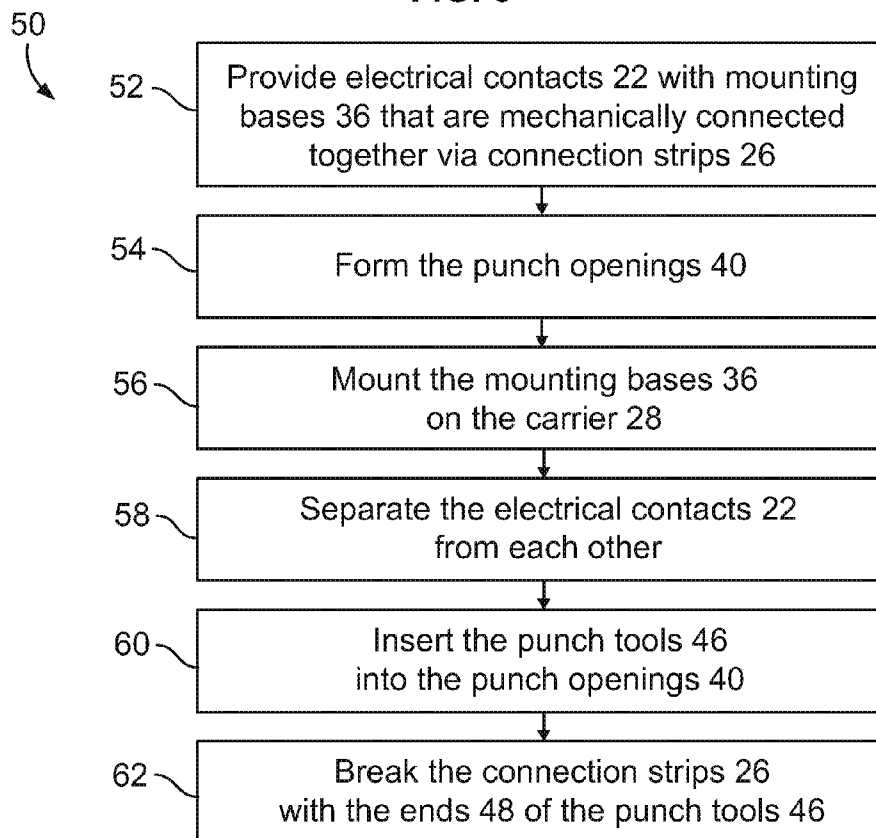 50
52
Provide electrical contacts 22 with mounting
bases 36 that are mechanically connected
together via connection strips 26
54
Form the punch openings 40
56
Mount the mounting bases 36
on the carrier 28
58
Separate the electrical contacts 22
from each other
60
Insert the punch tools 46
into the punch openings 40
62
Break the connection strips 26
with the ends 48 of the punch tools 46